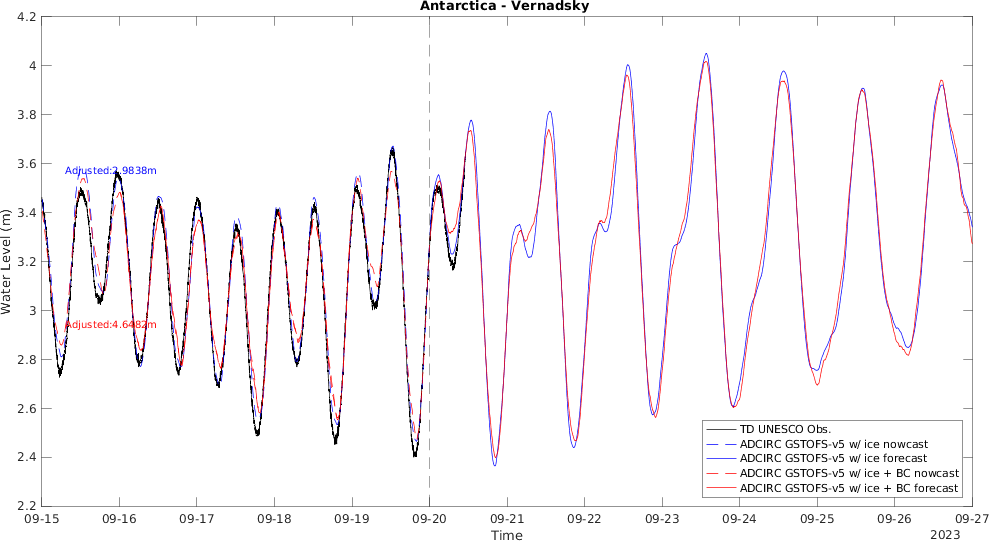 Antarctica - Vernadsky
4.2
4
3.8
3.6
3.4
3.2
3
2.8
2.6
2.4
2.2
Water Level (m)
Adjusted:2.9838m
Adjusted:4.6482m
TD UNESCO Obs.
ADCIRC GSTOFS-v5 w/ ice nowcast
ADCIRC GSTOFS-v5 w/ ice forecast
ADCIRC GSTOFS-v5 w/ ice + BC nowcast
ADCIRC GSTOFS-v5 w/ ice + BC forecast
09-15 09-16 09-17 09-18 09-19 09-20 09-21 09-22 09-23 09-24 09-25 09-26 09-27
Time
2023